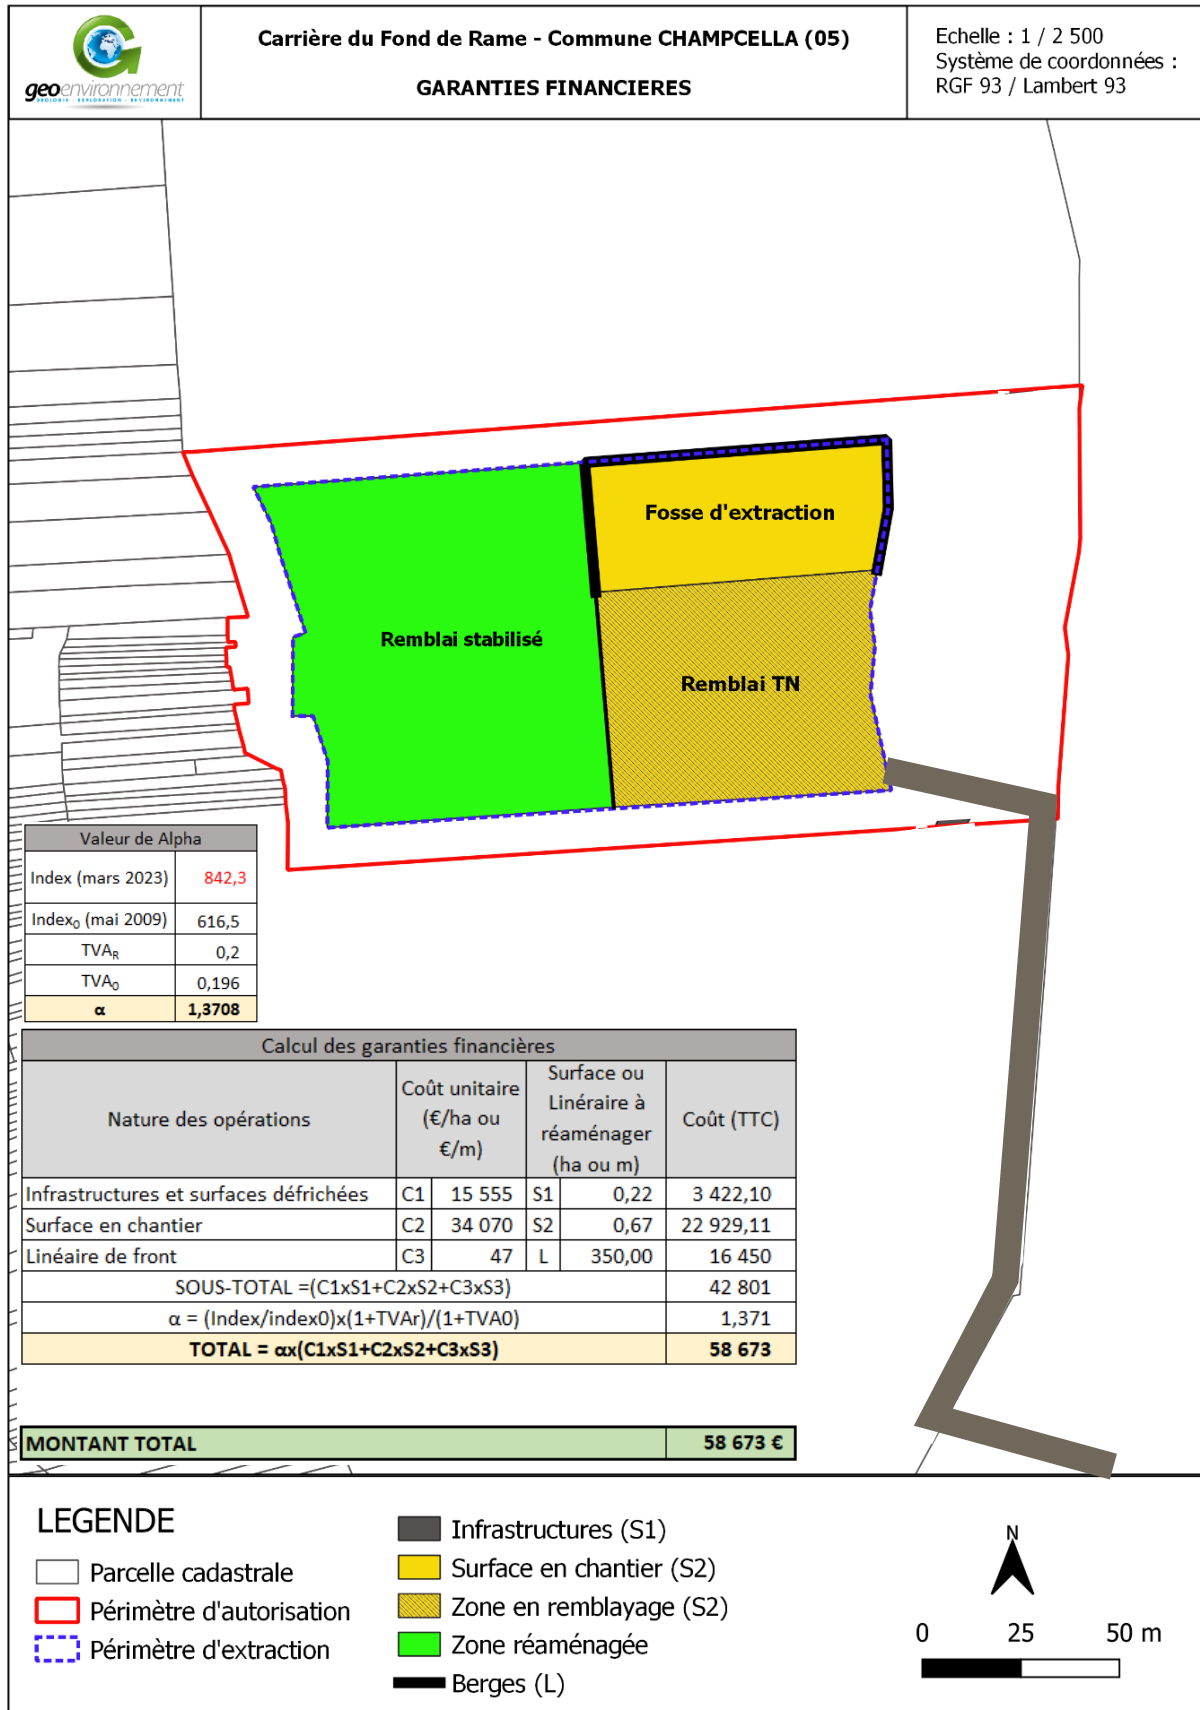 geoenvironnement
GEOLOGIE - EXPLORATION - ENVIRONNEMENT
Carrière du Fond de Rame - Commune CHAMPCELLA (05)
GARANTIES FINANCIERES
Echelle : 1 / 2 500
Système de coordonnées :
RGF 93 / Lambert 93
Fosse d'extraction
Remblai stabilisé
Remblai TN
Valeur de Alpha
Index (mars 2023) 842,3
Index0 (mai 2009) 616,5
TVAR 0,2
TVA0 0,196
α 1,3708
Calcul des garanties financières
Nature des opérations
Coût unitaire
(€/ha ou
€/m)
Surface ou
Linéraire à
réaménager
(ha ou m)
Coût (TTC)
Infrastructures et surfaces défrichées C1 15 555 S1 0,22 3 422,10
Surface en chantier C2 34 070 S2 0,67 22 929,11
Linéaire de front C3 47 L 350,00 16 450
SOUS-TOTAL =(C1xS1+C2xS2+C3xS3) 42 801
α = (Index/index0)x(1+TVAr)/(1+TVA0) 1,371
TOTAL = αx(C1xS1+C2xS2+C3xS3) 58 673
MONTANT TOTAL 58 673 €
LEGENDE
Parcelle cadastrale
Périmètre d'autorisation
Périmètre d'extraction
Infrastructures (S1)
Surface en chantier (S2)
Zone en remblayage (S2)
Zone réaménagée
Berges (L)
N
0 25 50 m